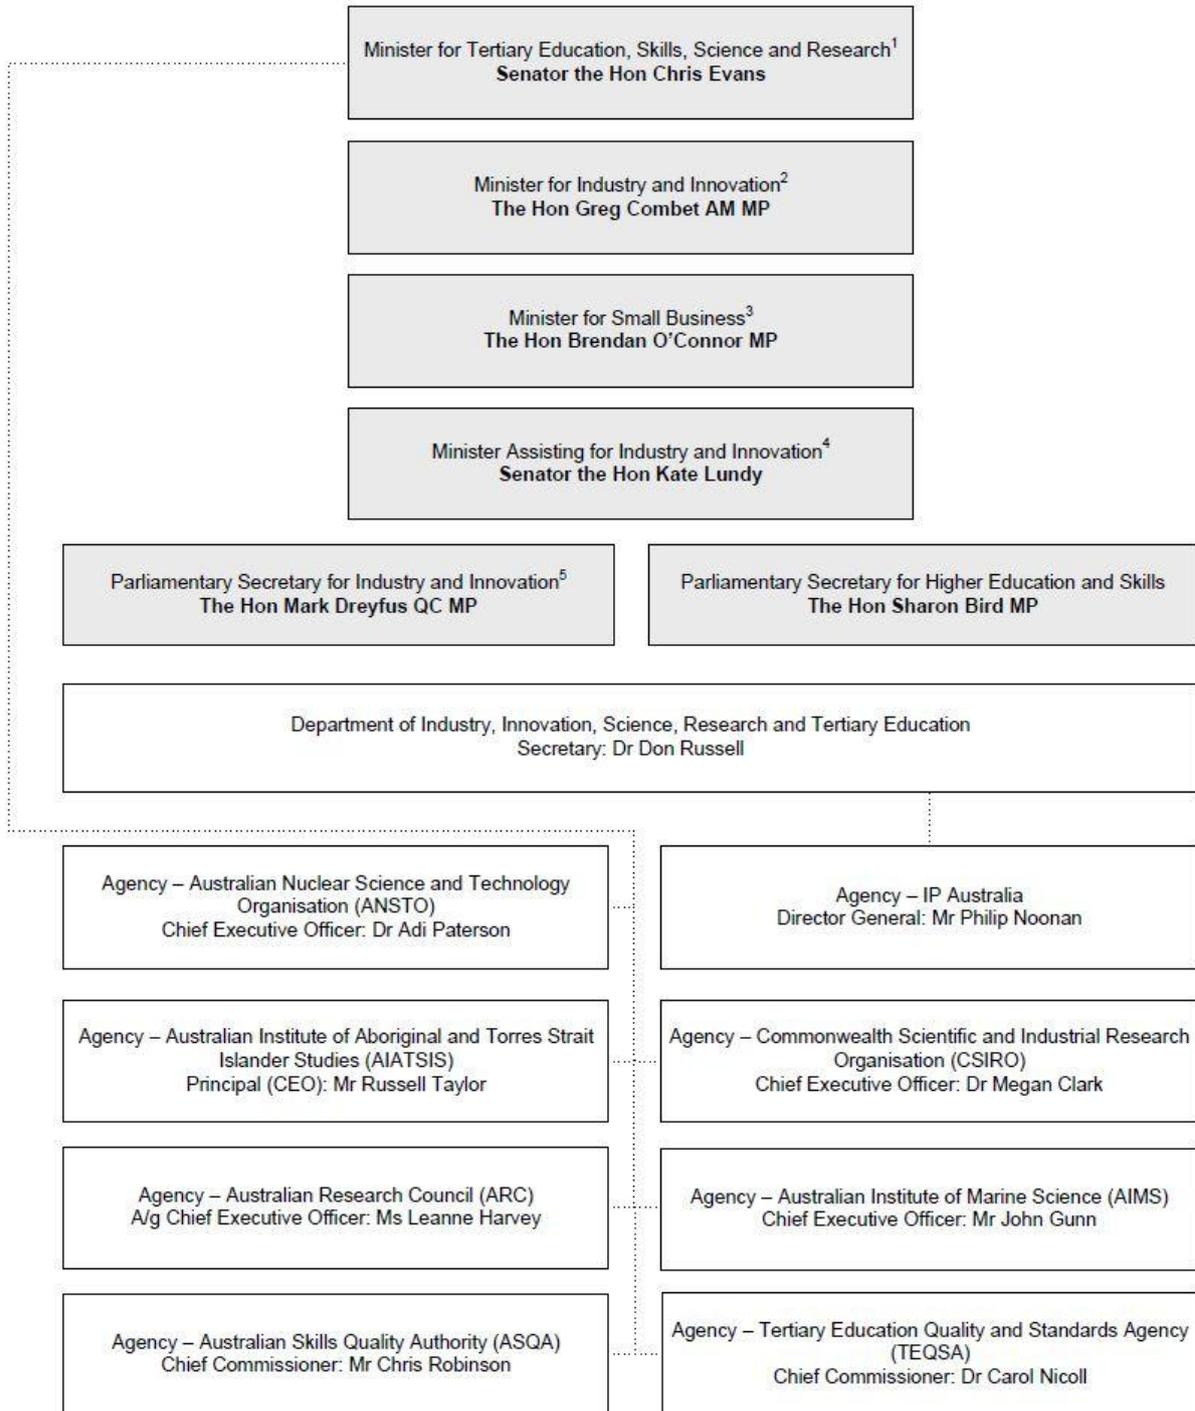 Minister for Tertiary Education, Skills, Science and Research¹
Senator the Hon Chris Evans
Minister for Industry and Innovation²
The Hon Greg Combet AM MP
Minister for Small Business³
The Hon Brendan O'Connor MP
Minister Assisting for Industry and Innovation⁴
Senator the Hon Kate Lundy
Parliamentary Secretary for Industry and Innovation⁵
The Hon Mark Dreyfus QC MP
Parliamentary Secretary for Higher Education and Skills
The Hon Sharon Bird MP
Department of Industry, Innovation, Science, Research and Tertiary Education
Secretary: Dr Don Russell
Agency – Australian Nuclear Science and Technology
Organisation (ANSTO)
Chief Executive Officer: Dr Adi Paterson
Agency – IP Australia
Director General: Mr Philip Noonan
Agency – Australian Institute of Aboriginal and Torres Strait
Islander Studies (AIATSIS)
Principal (CEO): Mr Russell Taylor
Agency – Commonwealth Scientific and Industrial Research
Organisation (CSIRO)
Chief Executive Officer: Dr Megan Clark
Agency – Australian Research Council (ARC)
A/g Chief Executive Officer: Ms Leanne Harvey
Agency – Australian Institute of Marine Science (AIMS)
Chief Executive Officer: Mr John Gunn
Agency – Australian Skills Quality Authority (ASQA)
Chief Commissioner: Mr Chris Robinson
Agency – Tertiary Education Quality and Standards Agency
(TEQSA)
Chief Commissioner: Dr Carol Nicoll